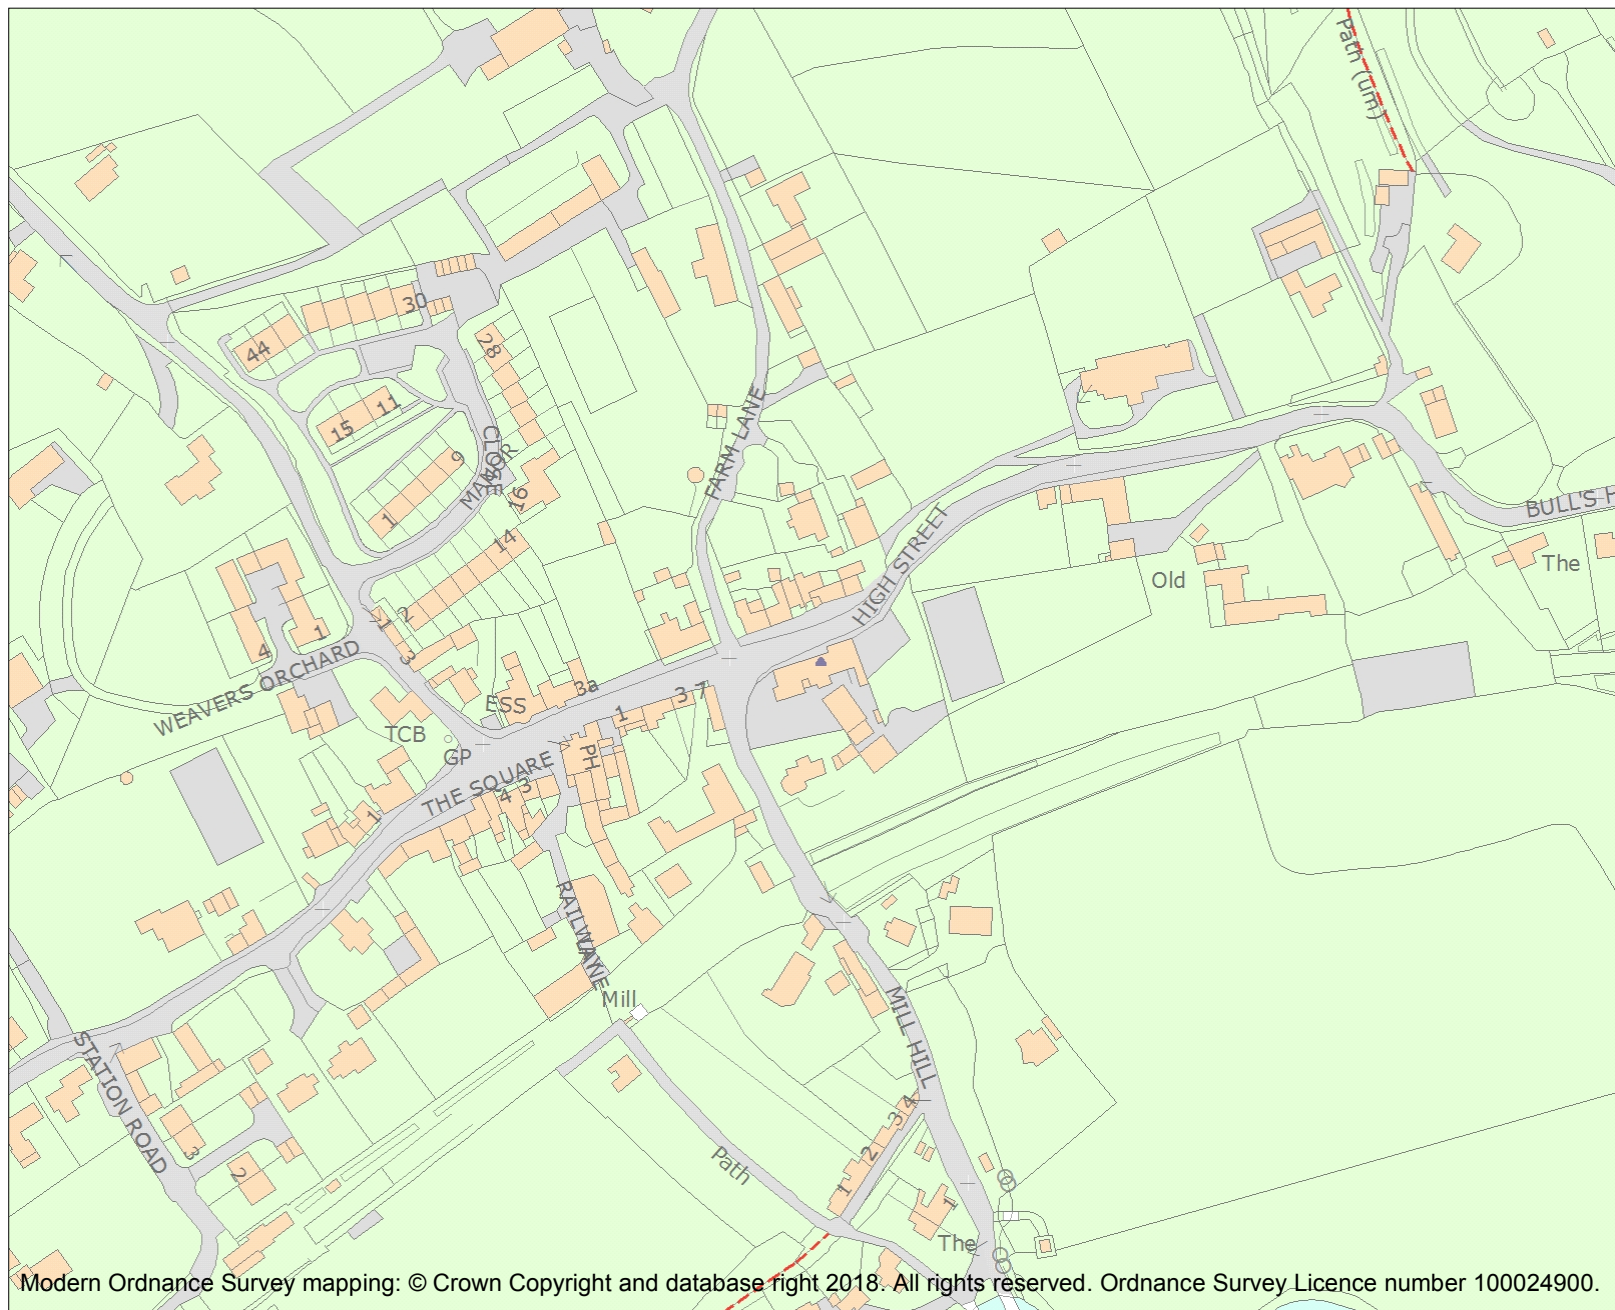 Path (um)
30
44
28
11
15
CLOSE
MANOR
9
16
1
14
FARM LANE
HIGH STREET
BULL'S H
The
Old
2
1
3
1
4
WEAVERS ORCHARD
3a
3 7
ESS
1
TCB
GP
PH
THE SQUARE
3
4
1
RAILWAY
LANE
Mill
MILL HILL
STATION ROAD
3
2
Path
4
3
2
1
1
The
Modern Ordnance Survey mapping: © Crown Copyright and database right 2018. All rights reserved. Ordnance Survey Licence number 100024900.